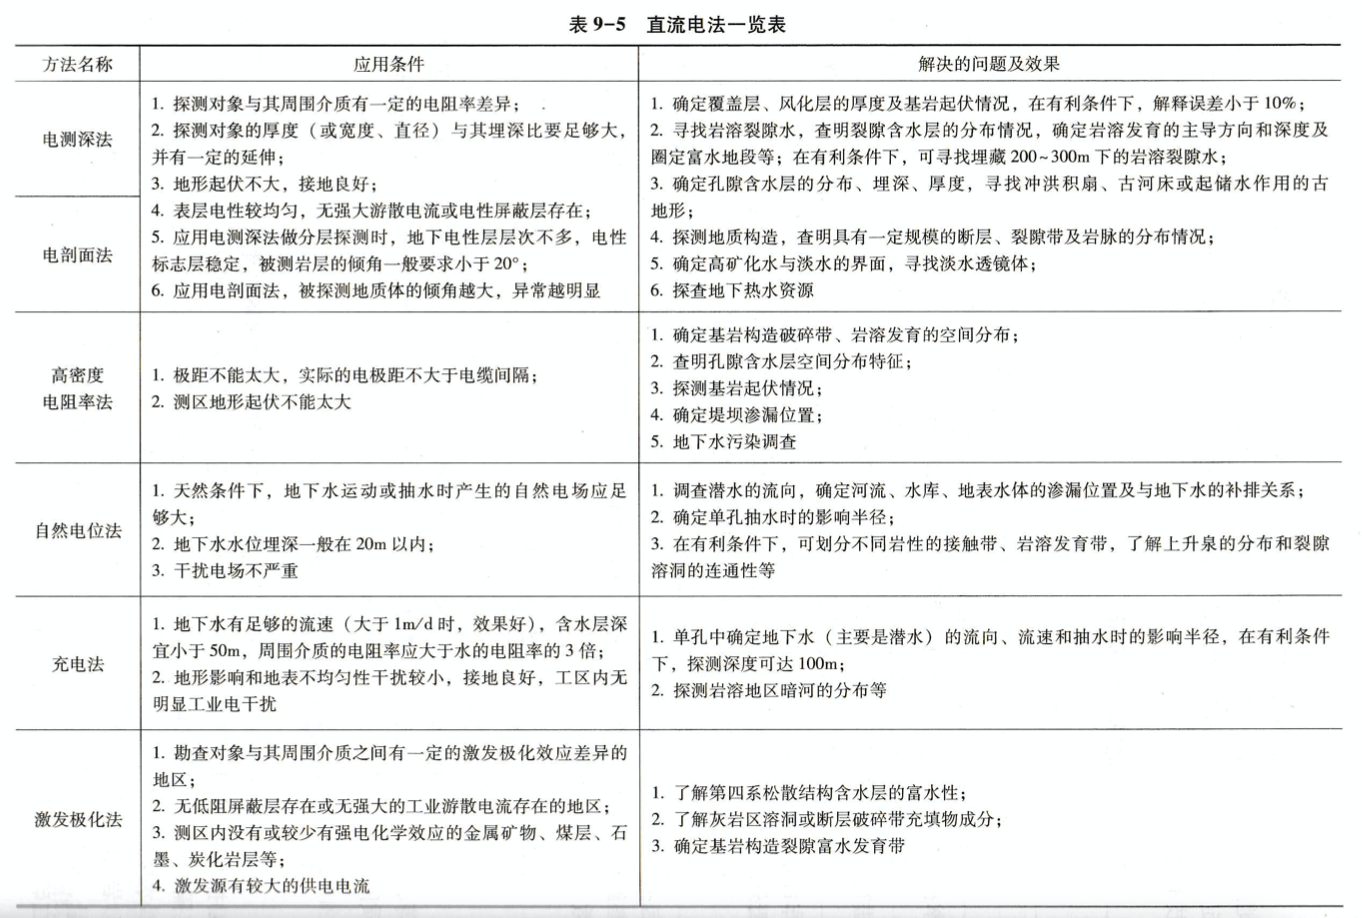 表 9-5 直流电法一览表
方法名称
应用条件
解决的问题及效果
电测深法
电剖面法
1. 探测对象与其周围介质有一定的电阻率差异；
2. 探测对象的厚度（或宽度、直径）与其埋深比要足够大，
并有一定的延伸；
3. 地形起伏不大，接地良好；
4. 表层电性较均匀，无强大游散电流或电性屏蔽层存在；
5. 应用电测深法做分层探测时，地下电性层层次不多，电性
标志层稳定，被测岩层的倾角一般要求小于 20°；
6. 应用电剖面法，被探测地质体的倾角越大，异常越明显
1. 确定覆盖层、风化层的厚度及基岩起伏情况，在有利条件下，解释误差小于 10%；
2. 寻找岩溶裂隙水，查明裂隙含水层的分布情况，确定岩溶发育的主导方向和深度及
圈定富水地段等；在有利条件下，可寻找埋藏 200~300m 下的岩溶裂隙水；
3. 确定孔隙含水层的分布、埋深、厚度，寻找冲洪积扇、古河床或起储水作用的古
地形；
4. 探测地质构造，查明具有一定规模的断层、裂隙带及岩脉的分布情况；
5. 确定高矿化水与淡水的界面，寻找淡水透镜体；
6. 探查地下热水资源
高密度
电阻率法
1. 极距不能太大，实际的电极距不大于电缆间隔；
2. 测区地形起伏不能太大
1. 确定基岩构造破碎带、岩溶发育的空间分布；
2. 查明孔隙含水层空间分布特征；
3. 探测基岩起伏情况；
4. 确定堤坝渗漏位置；
5. 地下水污染调查
自然电位法
1. 天然条件下，地下水运动或抽水时产生的自然电场应足
够大；
2. 地下水水位埋深一般在 20m 以内；
3. 干扰电场不严重
1. 调查潜水的流向，确定河流、水库、地表水体的渗漏位置及与地下水的补排关系；
2. 确定单孔抽水时的影响半径；
3. 在有利条件下，可划分不同岩性的接触带、岩溶发育带，了解上升泉的分布和裂隙
溶洞的连通性等
充电法
1. 地下水有足够的流速（大于 1m/d 时，效果好），含水层深
宜小于 50m，周围介质的电阻率应大于水的电阻率的 3 倍；
2. 地形影响和地表不均匀性干扰较小，接地良好，工区内无
明显工业电干扰
1. 单孔中确定地下水（主要是潜水）的流向、流速和抽水时的影响半径，在有利条件
下，探测深度可达 100m；
2. 探测岩溶地区暗河的分布等
激发极化法
1. 勘查对象与其周围介质之间有一定的激发极化效应差异的
地区；
2. 无低阻屏蔽层存在或无强大的工业游散电流存在的地区；
3. 测区内没有或较少有强电化学效应的金属矿物、煤层、石
墨、炭化岩层等；
4. 激发源有较大的供电电流
1. 了解第四系松散结构含水层的富水性；
2. 了解灰岩区溶洞或断层破碎带充填物成分；
3. 确定基岩构造裂隙富水发育带